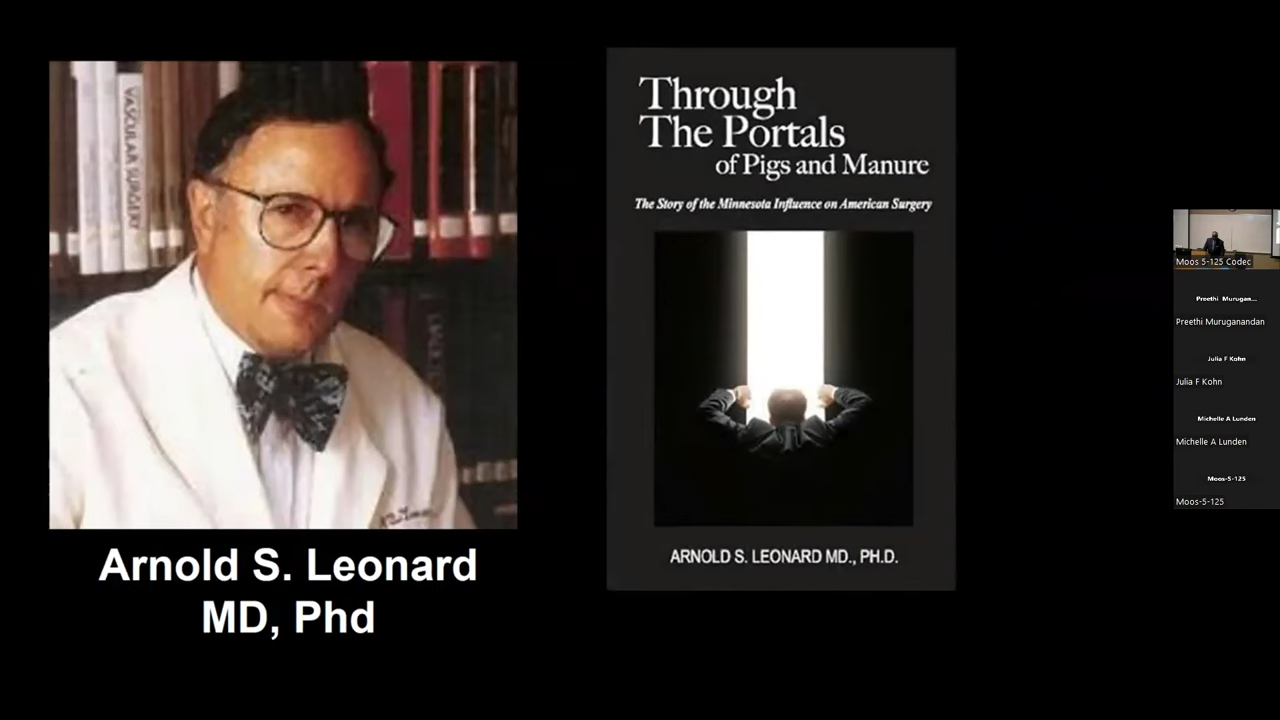 VASCULAR SURGERY
Arnold S. Leonard
MD, Phd
Through
The Portals
of Pigs and Manure
The Story of the Minnesota Influence on American Surgery
ARNOLD S. LEONARD MD., PH.D.
Moos 5-125 Codec
Preethi Murugan...
Preethi Muruganandan
Julia F Kohn
Julia F Kohn
Michelle A Lunden
Michelle A Lunden
Moos-5-125
Moos-5-125